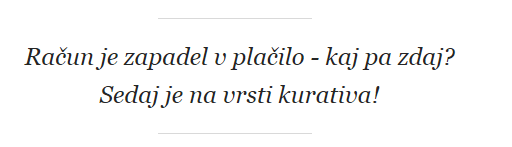 Račun je zapadel v plačilo - kaj pa zdaj?
Sedaj je na vrsti kurativa!